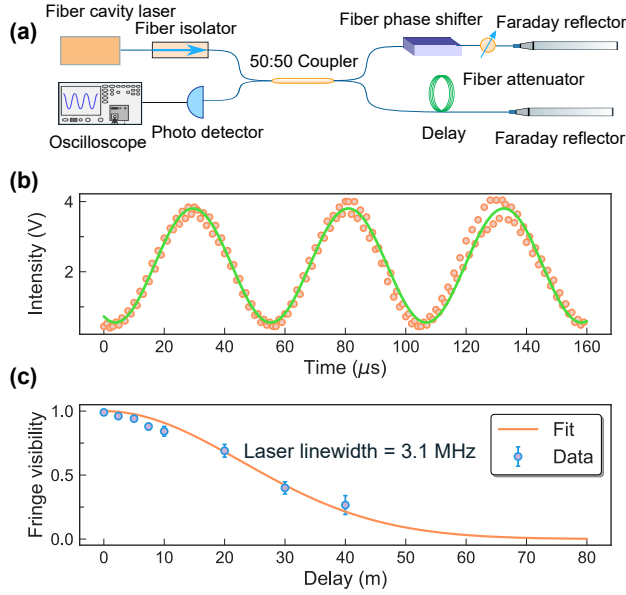 (a)
Fiber cavity laser
Fiber isolator
50:50 Coupler
Fiber phase shifter
Faraday reflector
Oscilloscope
Photo detector
Fiber attenuator
Delay
Faraday reflector
(b)
Intensity (V)
4
2
0 20 40 60 80 100 120 140 160
Time (μs)
(c)
Fringe visibility
1.0
0.5
0.0
Laser linewidth = 3.1 MHz
Fit
Data
0 10 20 30 40 50 60 70 80
Delay (m)